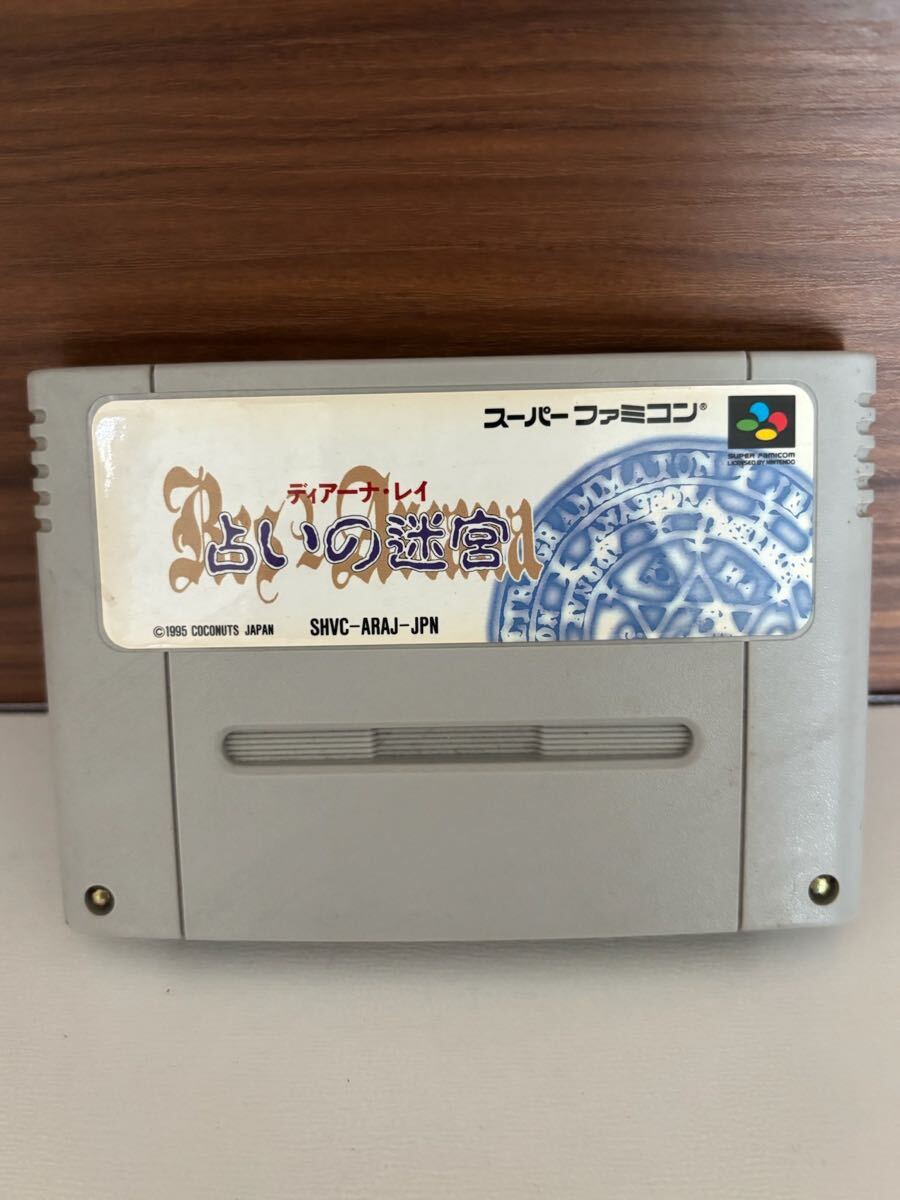 スーパーファミコン®
SUPER FAMICOM
LICENSED BY NINTENDO
ディアーナ・レイ
占いの迷宮
©1995 COCONUTS JAPAN
SHVC-ARAJ-JPN